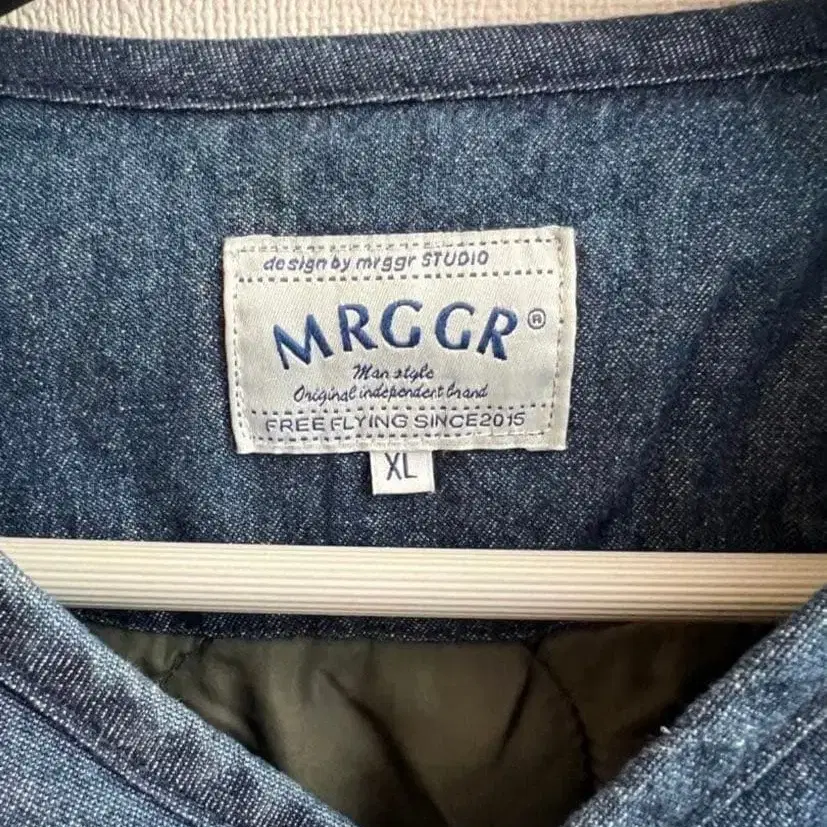 design by mrggr STUDIO
MRGGR®
Man style
Original independent brand
FREE FLYING SINCE2015
XL